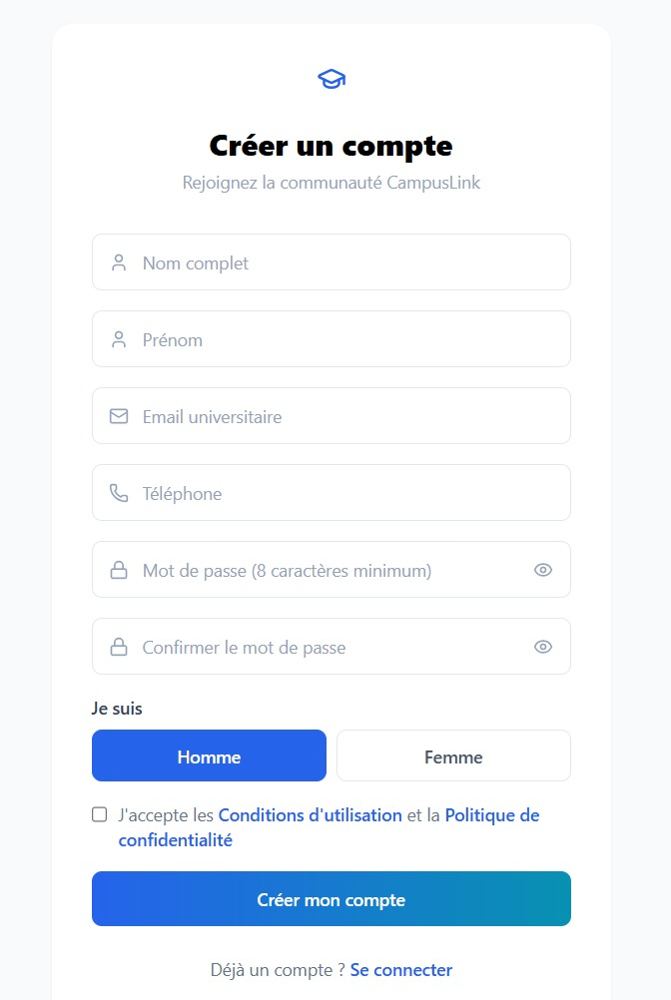 Créer un compte
Rejoignez la communauté CampusLink
Nom complet
Prénom
Email universitaire
Téléphone
Mot de passe (8 caractères minimum)
Confirmer le mot de passe
Je suis
Homme
Femme
J'accepte les Conditions d'utilisation et la Politique de
confidentialité
Créer mon compte
Déjà un compte ? Se connecter